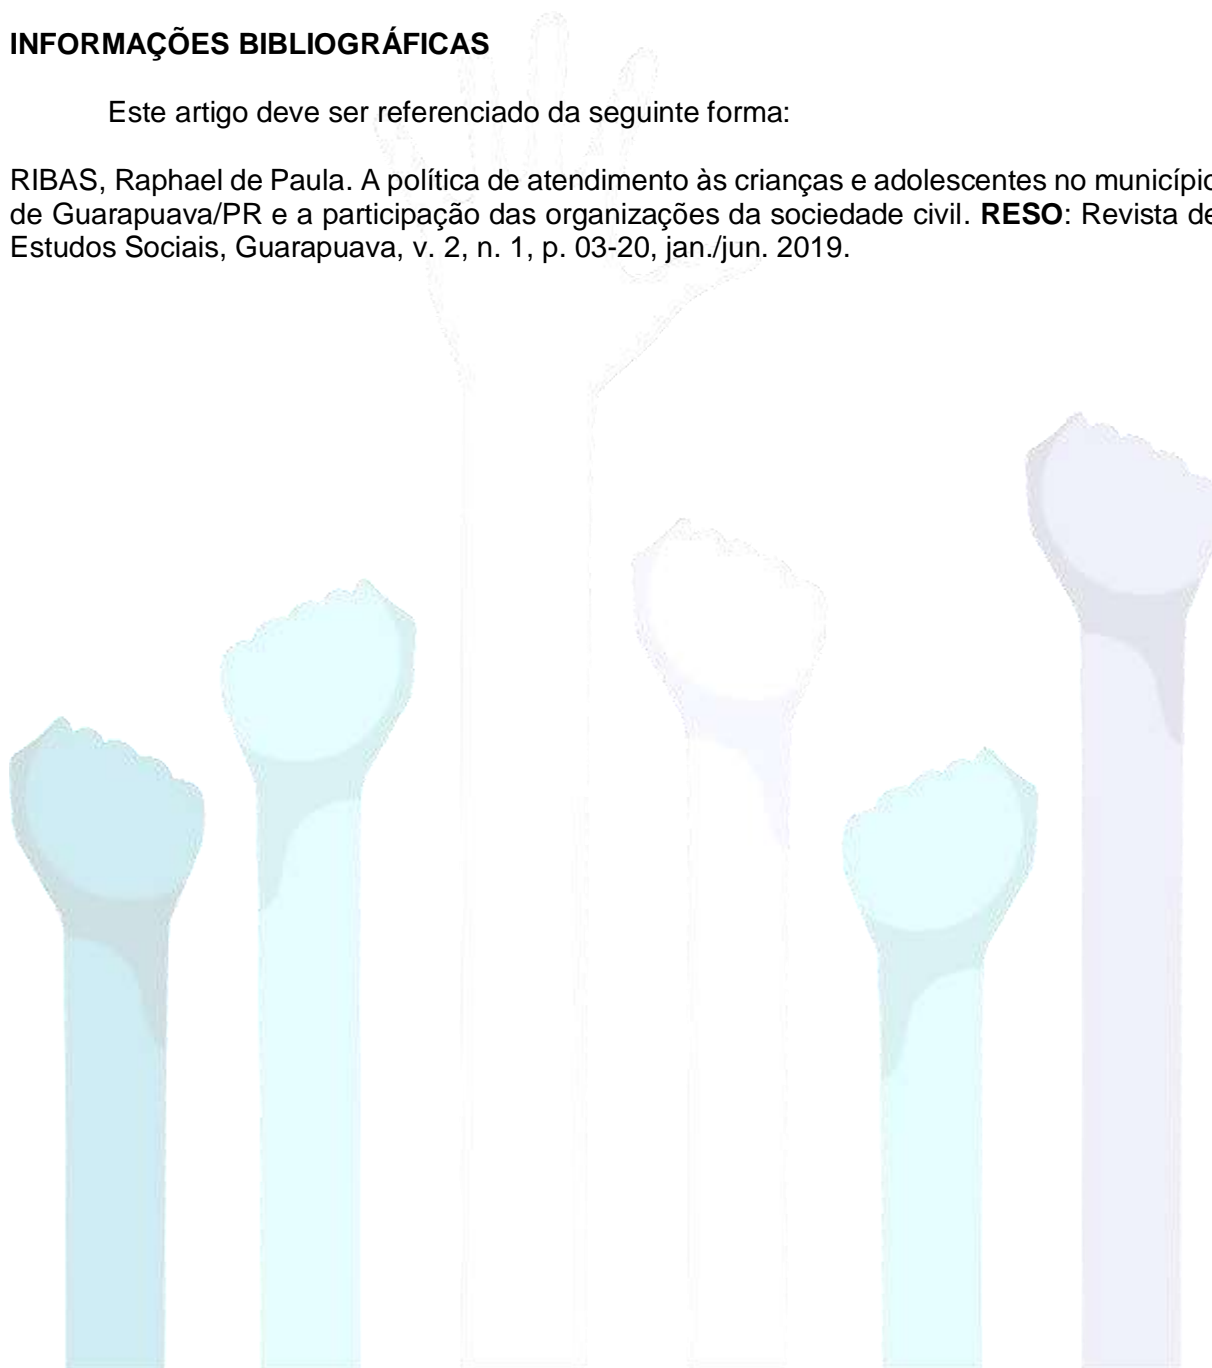 INFORMAÇÕES BIBLIOGRÁFICAS
Este artigo deve ser referenciado da seguinte forma:
RIBAS, Raphael de Paula. A política de atendimento às crianças e adolescentes no município
de Guarapuava/PR e a participação das organizações da sociedade civil. RESO: Revista de
Estudos Sociais, Guarapuava, v. 2, n. 1, p. 03-20, jan./jun. 2019.